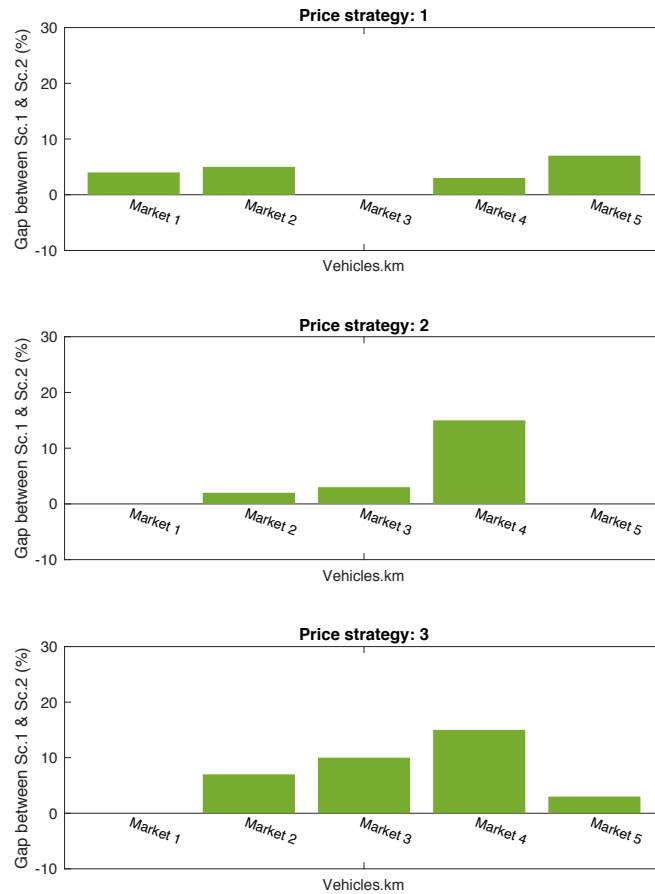 Price strategy: 1
Gap between Sc.1 & Sc.2 (%)
30
20
10
0
-10
Market 1
Market 2
Market 3
Market 4
Market 5
Vehicles.km
Price strategy: 2
Gap between Sc.1 & Sc.2 (%)
30
20
10
0
-10
Market 1
Market 2
Market 3
Market 4
Market 5
Vehicles.km
Price strategy: 3
Gap between Sc.1 & Sc.2 (%)
30
20
10
0
-10
Market 1
Market 2
Market 3
Market 4
Market 5
Vehicles.km